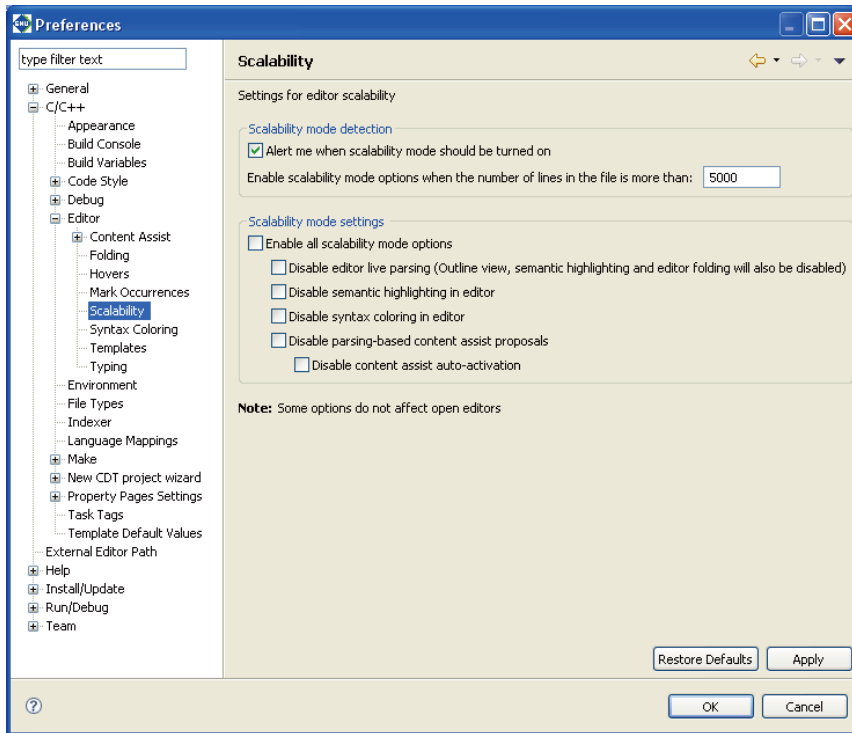 Preferences
type filter text
General
C/C++
Appearance
Build Console
Build Variables
Code Style
Debug
Editor
Content Assist
Folding
Hovers
Mark Occurrences
Scalability
Syntax Coloring
Templates
Typing
Environment
File Types
Indexer
Language Mappings
Make
New CDT project wizard
Property Pages Settings
Task Tags
Template Default Values
External Editor Path
Help
Install/Update
Run/Debug
Team
Scalability
Settings for editor scalability
Scalability mode detection
Alert me when scalability mode should be turned on
Enable scalability mode options when the number of lines in the file is more than: 5000
Scalability mode settings
Enable all scalability mode options
Disable editor live parsing (Outline view, semantic highlighting and editor folding will also be disabled)
Disable semantic highlighting in editor
Disable syntax coloring in editor
Disable parsing-based content assist proposals
Disable content assist auto-activation
Note: Some options do not affect open editors
Restore Defaults Apply
? OK Cancel